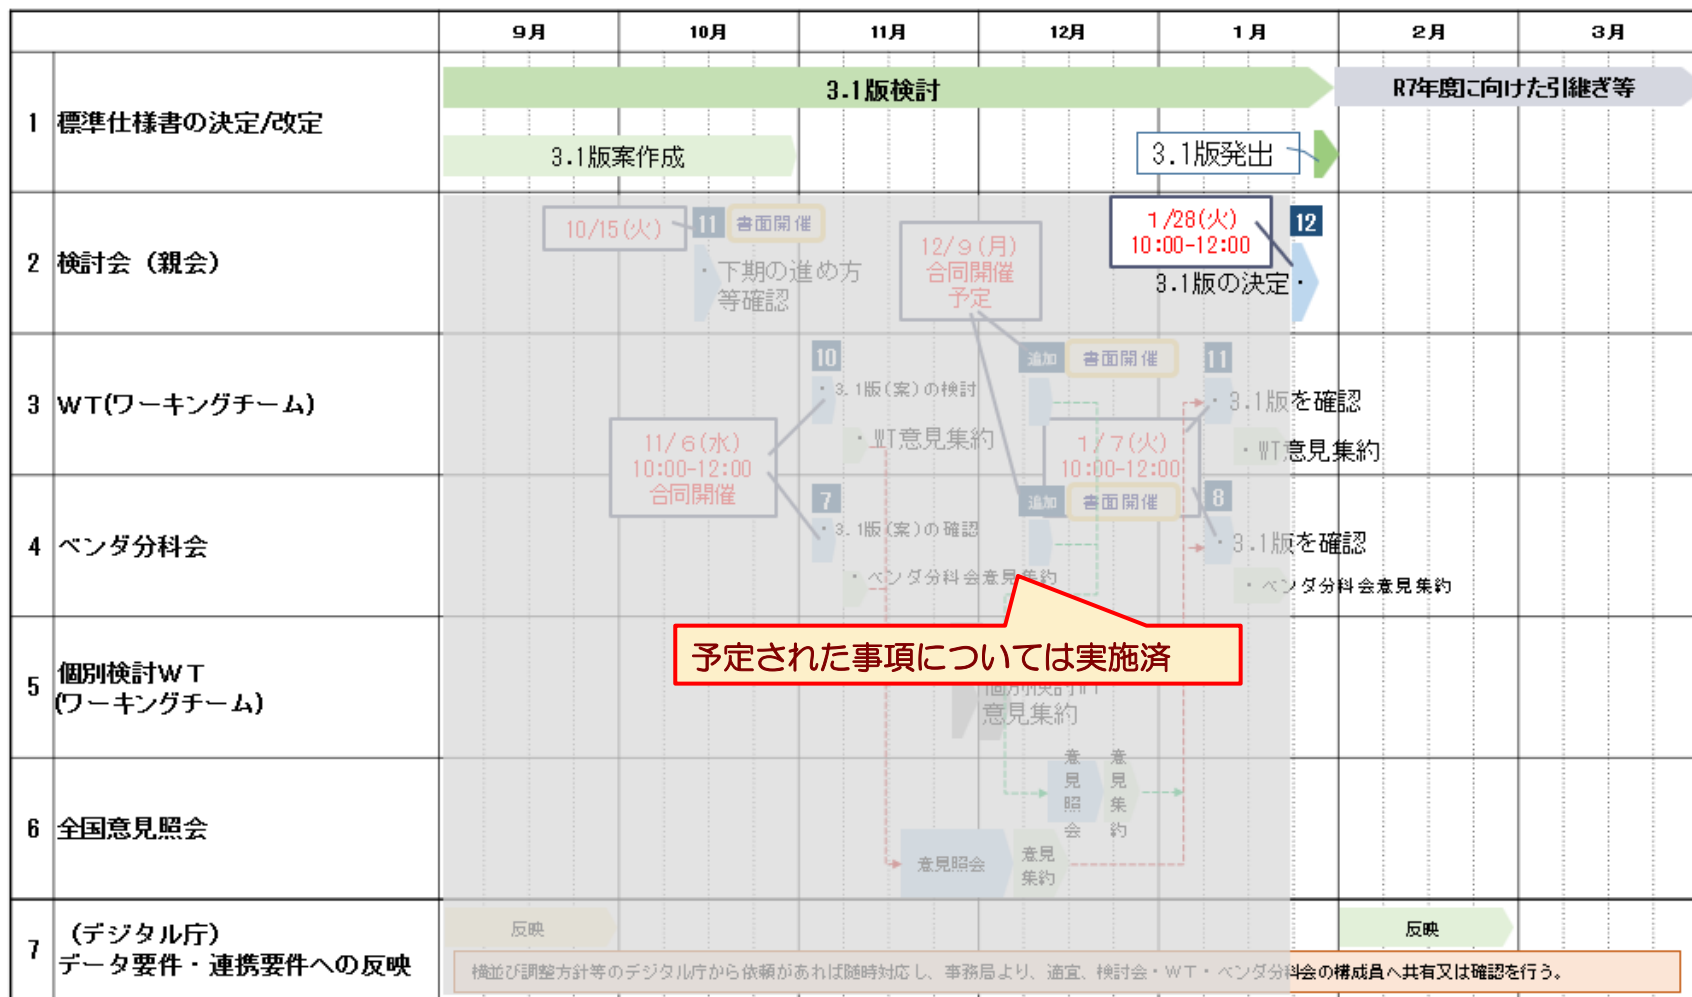 9月 10月 11月 12月 1月 2月 3月
1 標準仕様書の決定/改定
3.1版検討
R7年度に向けた引継ぎ等
3.1版案作成
3.1版発出
2 検討会（親会）
10/15(火)
11 書面開催
・下期の進め方
等確認
12/9(月)
合同開催
予定
1/28(火)
10:00-12:00
12
3.1版の決定・
3 WT(ワーキングチーム)
10
・3.1版(案)の検討
・WT意見集約
追加 書面開催
11
・3.1版を確認
・WT意見集約
11/6(水)
10:00-12:00
合同開催
1/7(火)
10:00-12:00
4 ベンダ分科会
7
・3.1版(案)の確認
・ベンダ分科会意見集約
追加 書面開催
8
・3.1版を確認
・ベンダ分科会意見集約
予定された事項については実施済
5 個別検討WT
(ワーキングチーム)
個別検討WT
意見集約
6 全国意見照会
意見照会
意見集約
意見照会
意見
集約
7 （デジタル庁）
データ要件・連携要件への反映
反映
反映
横並び調整方針等のデジタル庁から依頼があれば随時対応し、事務局より、適宜、検討会・WT・ベンダ分科会の構成員へ共有又は確認を行う。